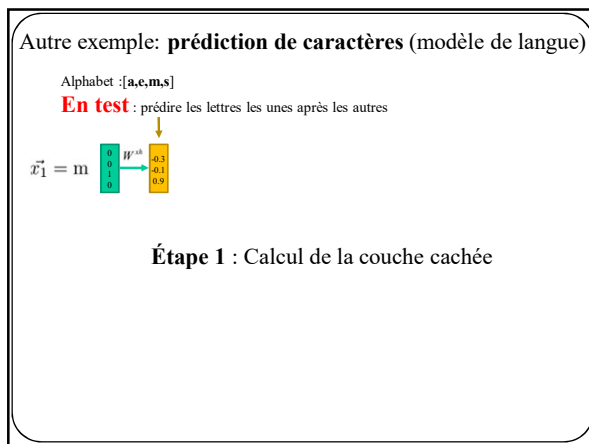 Autre exemple: prédiction de caractères (modèle de langue)
Alphabet :[a,e,m,s]
En test : prédire les lettres les unes après les autres
x⃗₁ = m
0
0
1
0
W^xh
-0.3
-0.1
0.9
Étape 1 : Calcul de la couche cachée